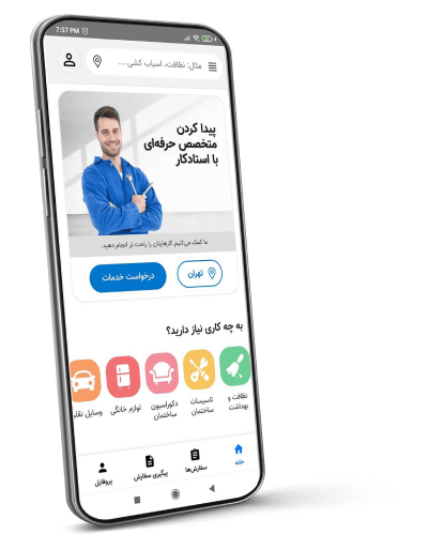 7:57 PM
مثال: نظافت، اسباب کشی ...
پیدا کردن
متخصص حرفه‌ای
با استادکار
ما کمک می‌کنیم کارهایتان را راحت تر انجام دهید.
تهران
درخواست خدمات
به چه کاری نیاز دارید؟
نظافت و
بهداشت
تاسیسات
ساختمان
دکوراسیون
ساختمان
لوازم خانگی
وسایل نقلی
خانه
سفارش‌ها
پیگیری سفارش
پروفایل